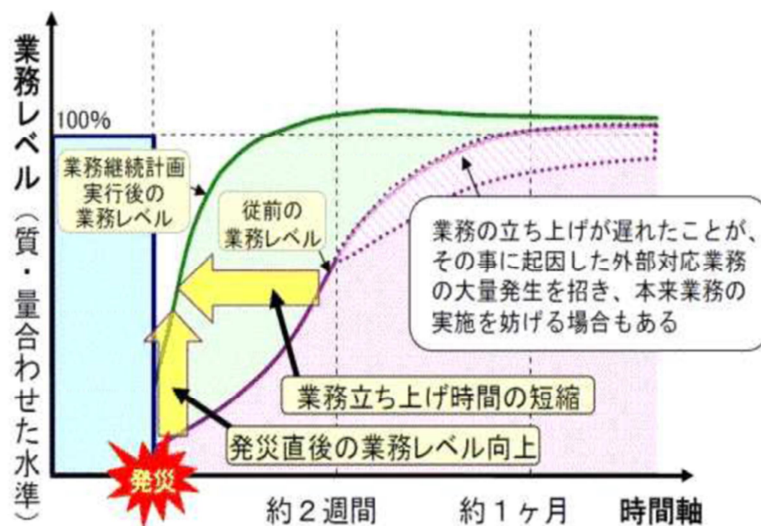 業務レベル(質・量合わせた水準)
100%
業務継続計画
実行後の
業務レベル
従前の
業務レベル
業務の立ち上げが遅れたことが、
その事に起因した外部対応業務
の大量発生を招き、本来業務の
実施を妨げる場合もある
業務立ち上げ時間の短縮
発災直後の業務レベル向上
発災
約2週間
約1ヶ月
時間軸